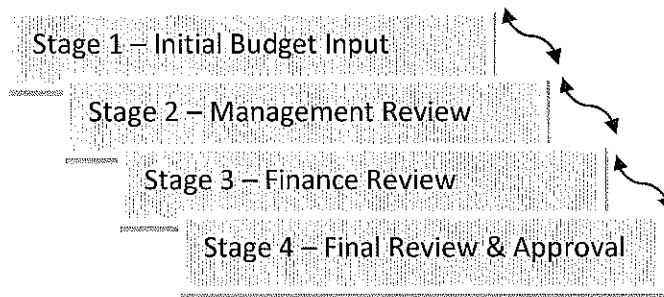 Stage 1 – Initial Budget Input
Stage 2 – Management Review
Stage 3 – Finance Review
Stage 4 – Final Review & Approval